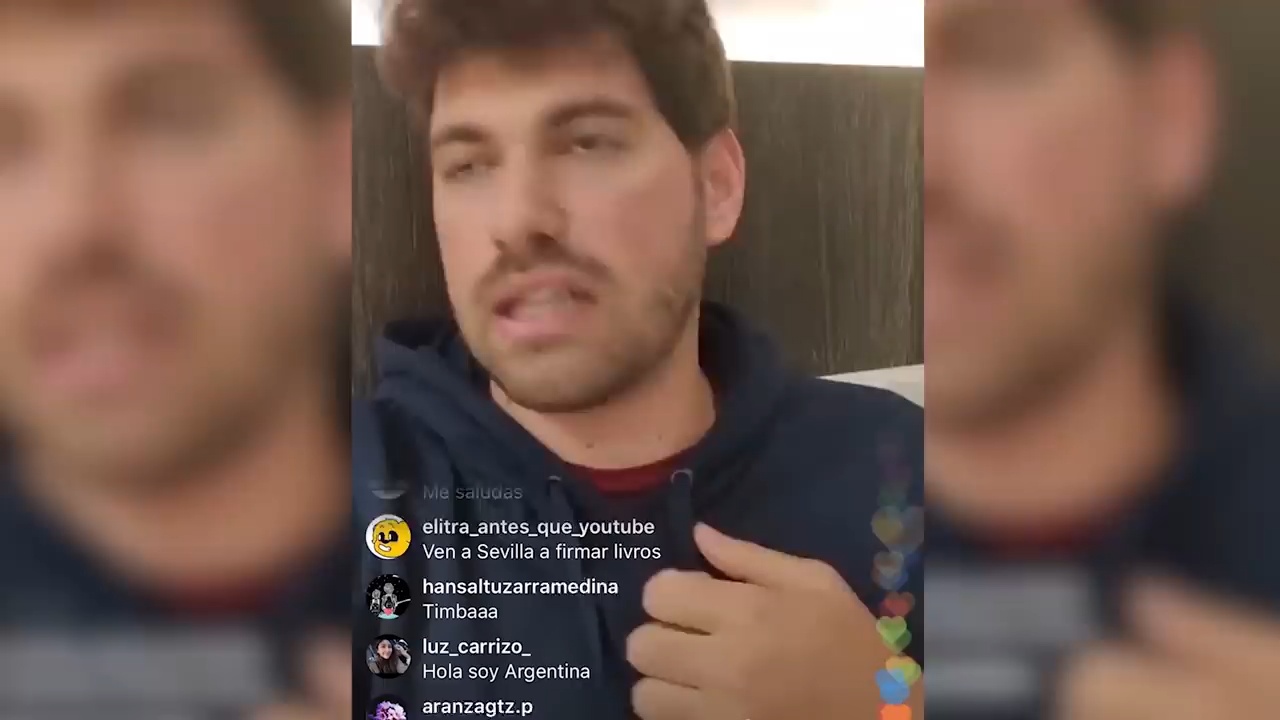 Me saludas
elitra_antes_que_youtube
Ven a Sevilla a firmar livros
hansaltuzarramedina
Timbaaa
luz_carrizo_
Hola soy Argentina
aranzagtz.p